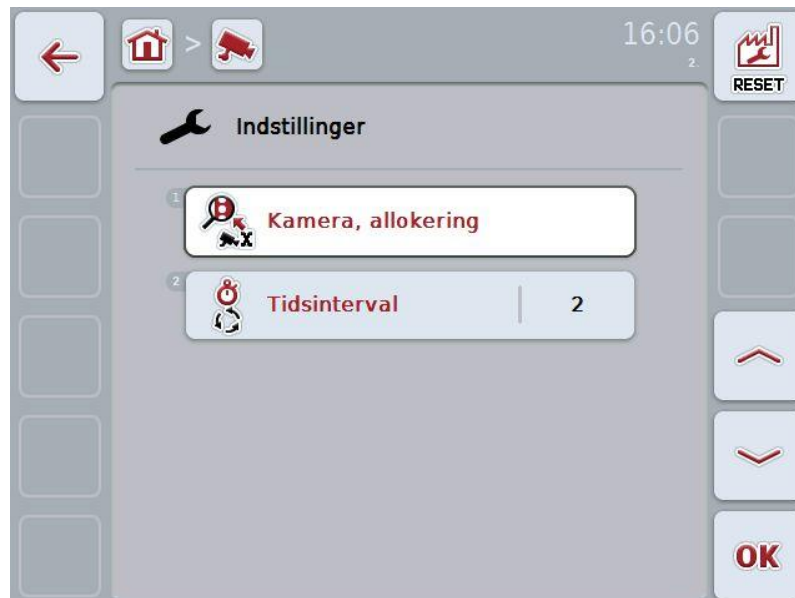 >
16:06
2.
RESET
Indstillinger
1
Kamera, allokering
X
2
Tidsinterval 2
OK